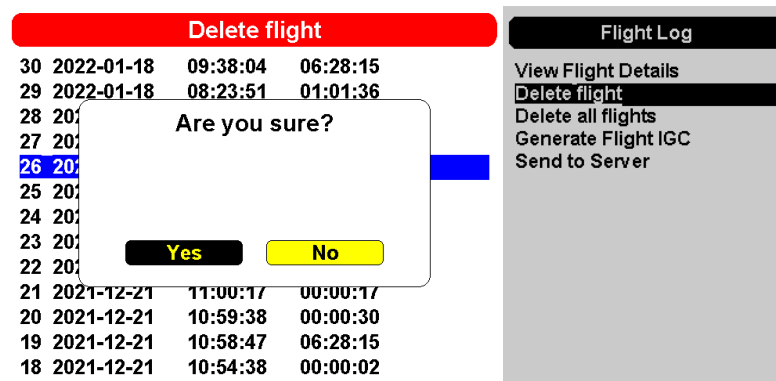 Delete flight
30 2022-01-18 09:38:04 06:28:15
29 2022-01-18 08:23:51 01:01:36
28
27
26
25
24
23
22
21 2021-12-21 11:00:17 00:00:17
20 2021-12-21 10:59:38 00:00:30
19 2021-12-21 10:58:47 06:28:15
18 2021-12-21 10:54:38 00:00:02
Are you sure?
Yes No
Flight Log
View Flight Details
Delete flight
Delete all flights
Generate Flight IGC
Send to Server